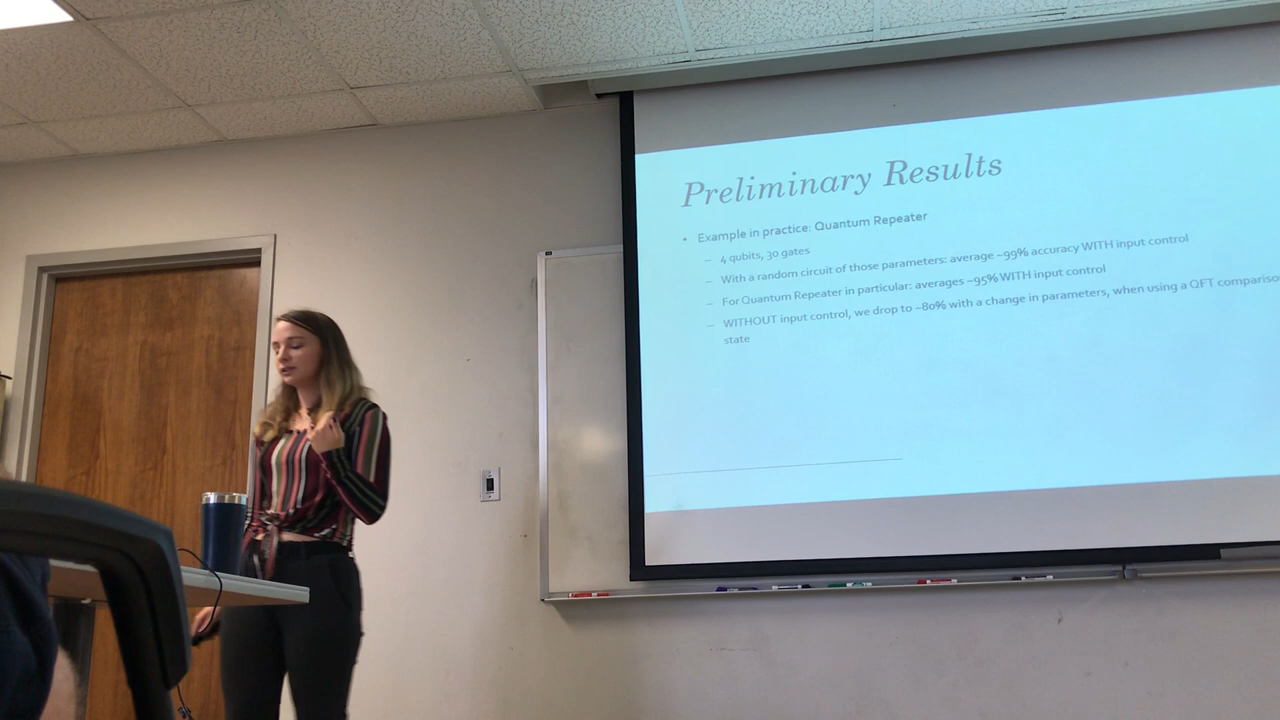 Preliminary Results
• Example in practice: Quantum Repeater
– 4 qubits, 30 gates
– With a random circuit of those parameters: average ~99% accuracy WITH input control
– For Quantum Repeater in particular: averages ~95% WITH input control
– WITHOUT input control, we drop to ~80% with a change in parameters, when using a QFT compariso
state